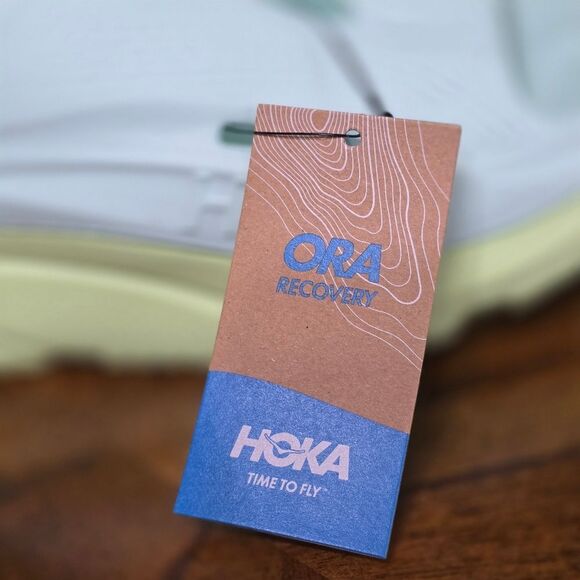 ORA
RECOVERY
HOKA
TIME TO FLY™